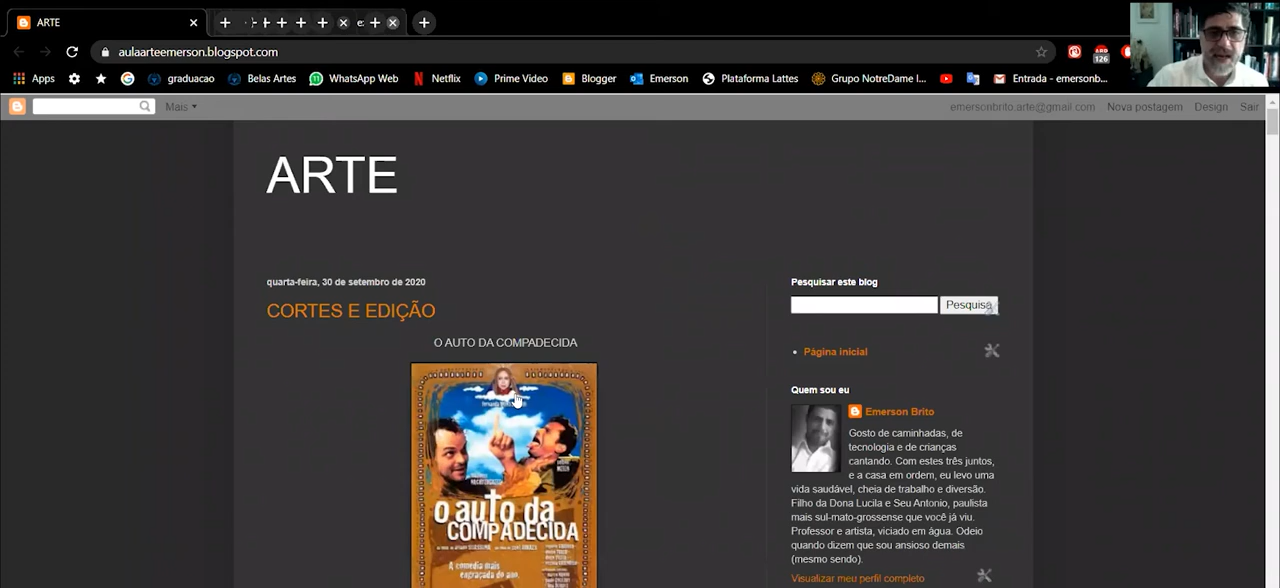 ARTE
aulaarteemerson.blogspot.com
Apps graduacao Belas Artes WhatsApp Web Netflix Prime Video Blogger Emerson Plataforma Lattes Grupo NotreDame I... Entrada - emersonb...
126
Mais emersonbrito.arte@gmail.com Nova postagem Design Sair
ARTE
quarta-feira, 30 de setembro de 2020
CORTES E EDIÇÃO
O AUTO DA COMPADECIDA
o auto da
COMPADECIDA
A comédia mais
engraçada do ano.
Pesquisar este blog
Pesquisa
Página inicial
Quem sou eu
Emerson Brito
Gosto de caminhadas, de
tecnologia e de crianças
cantando. Com estes três juntos,
e a casa em ordem, eu levo uma
vida saudável, cheia de trabalho e diversão.
Filho da Dona Lucila e Seu Antonio, paulista
mais sul-mato-grossense que você já viu.
Professor e artista, viciado em água. Odeio
quando dizem que sou ansioso demais
(mesmo sendo).
Visualizar meu perfil completo